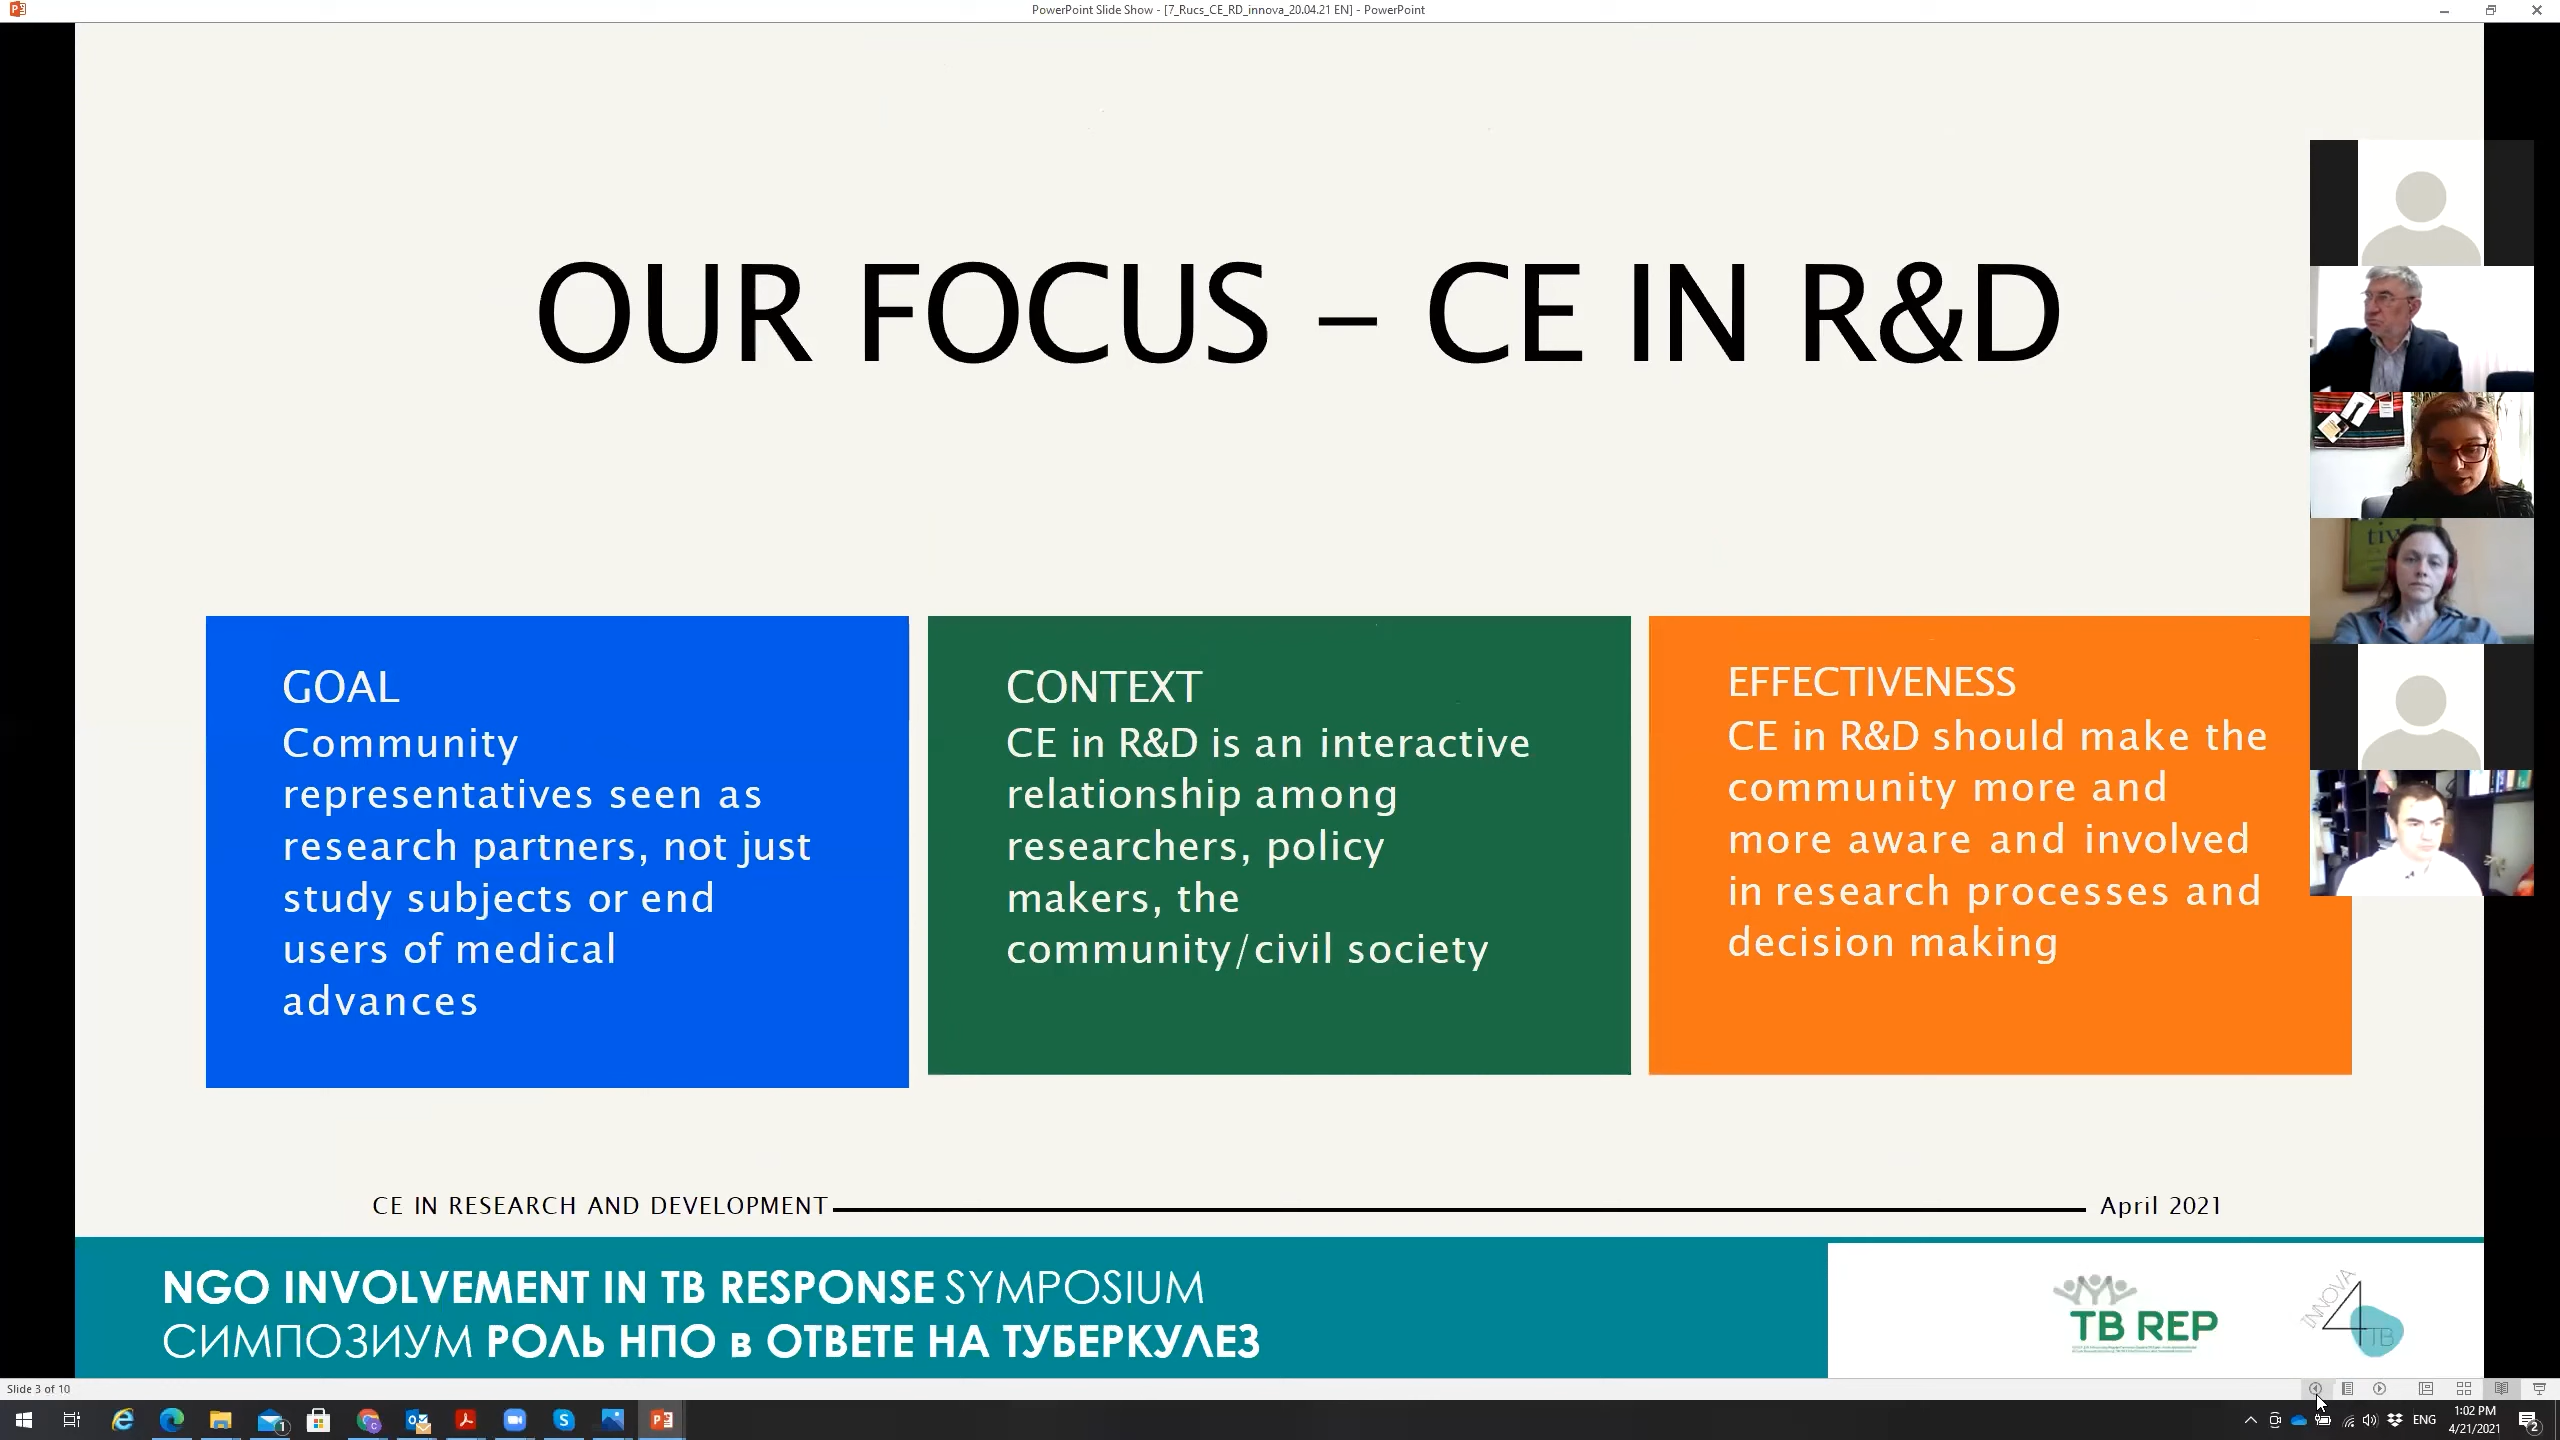 PowerPoint Slide Show - [7_Rucs_CE_RD_innova_20.04.21 EN] - PowerPoint
OUR FOCUS – CE IN R&D
GOAL
Community
representatives seen as
research partners, not just
study subjects or end
users of medical
advances
CONTEXT
CE in R&D is an interactive
relationship among
researchers, policy
makers, the
community/civil society
EFFECTIVENESS
CE in R&D should make the
community more and
more aware and involved
in research processes and
decision making
CE IN RESEARCH AND DEVELOPMENT
April 2021
NGO INVOLVEMENT IN TB RESPONSE SYMPOSIUM
СИМПОЗИУМ РОЛЬ НПО в ОТВЕТЕ НА ТУБЕРКУЛЕЗ
TB REP
INNOVA
4
TB
Slide 3 of 10
ENG
1:02 PM
4/21/2021